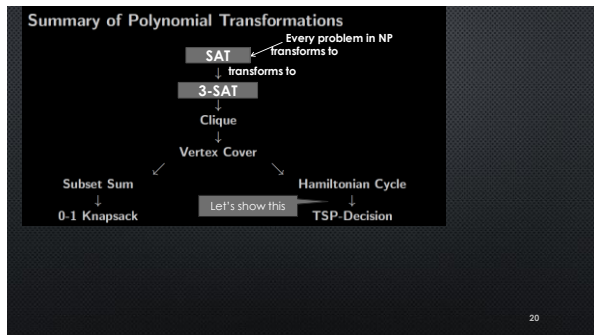 Summary of Polynomial Transformations
Every problem in NP
transforms to
SAT
↓ transforms to
3-SAT
↓
Clique
↓
Vertex Cover
↙ ↘
Subset Sum Hamiltonian Cycle
↓ ↓
Let's show this
0-1 Knapsack TSP-Decision
20